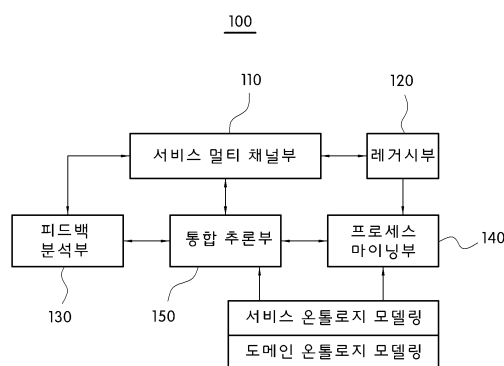 100
110
120
서비스 멀티 채널부
레거시부
피드백
분석부
통합 추론부
프로세스
마이닝부
140
130
150
서비스 온톨로지 모델링
도메인 온톨로지 모델링